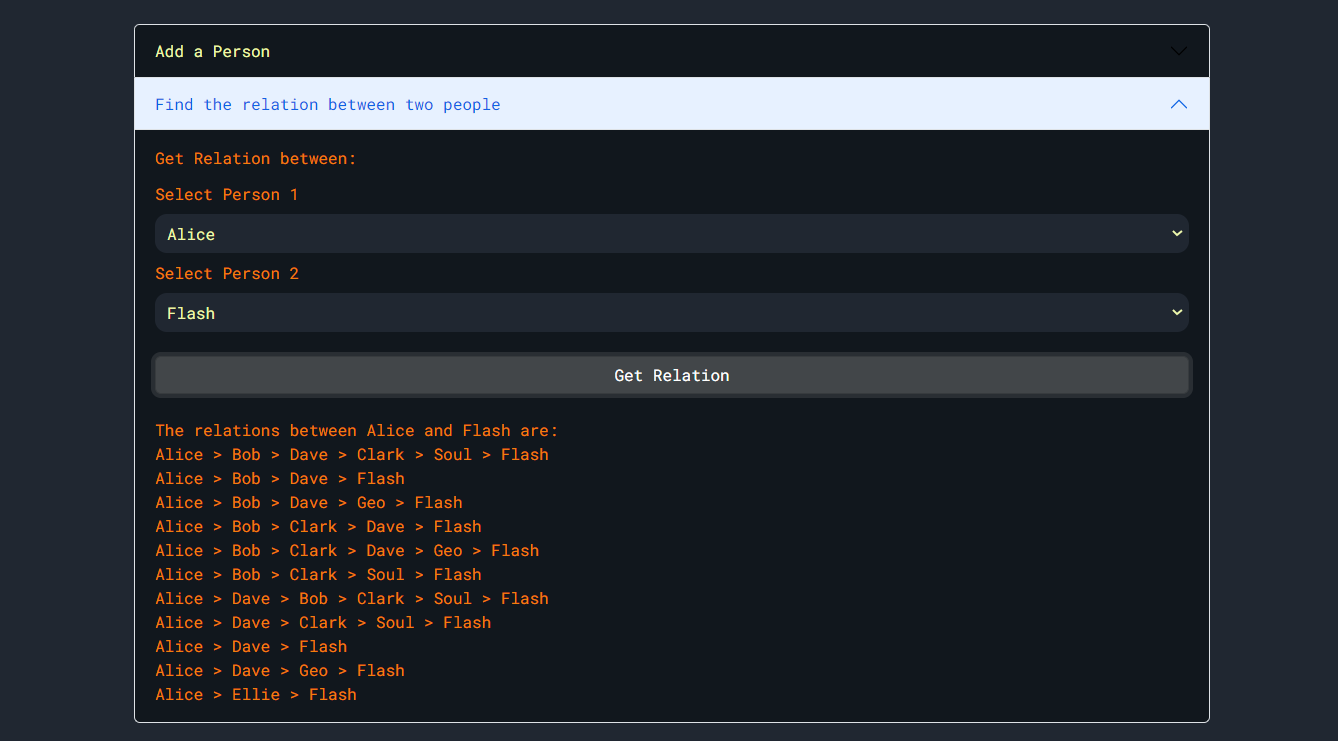 Add a Person
Find the relation between two people
Get Relation between:
Select Person 1
Alice
Select Person 2
Flash
Get Relation
The relations between Alice and Flash are:
Alice > Bob > Dave > Clark > Soul > Flash
Alice > Bob > Dave > Flash
Alice > Bob > Dave > Geo > Flash
Alice > Bob > Clark > Dave > Flash
Alice > Bob > Clark > Dave > Geo > Flash
Alice > Bob > Clark > Soul > Flash
Alice > Dave > Bob > Clark > Soul > Flash
Alice > Dave > Clark > Soul > Flash
Alice > Dave > Flash
Alice > Dave > Geo > Flash
Alice > Ellie > Flash